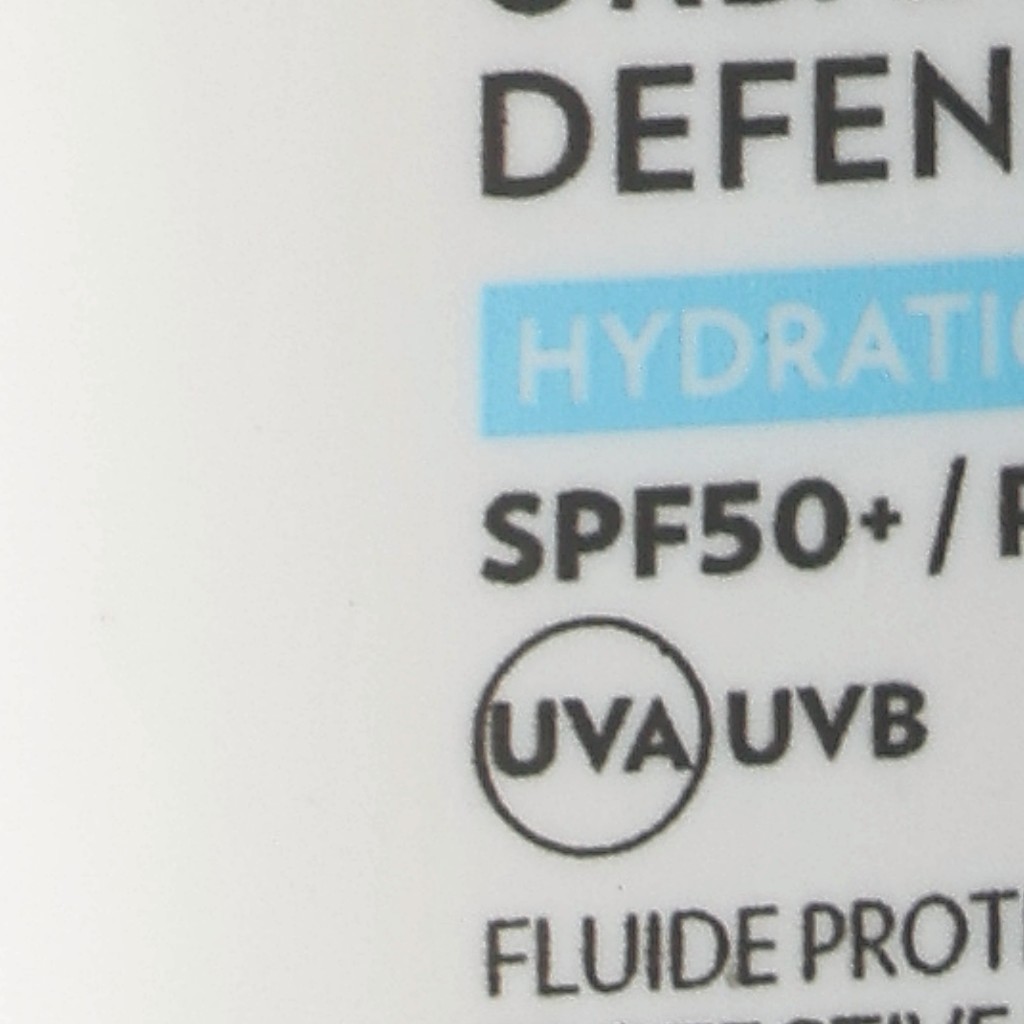 DEFEN
HYDRATIO
SPF50+ / P
UVA UVB
FLUIDE PROT